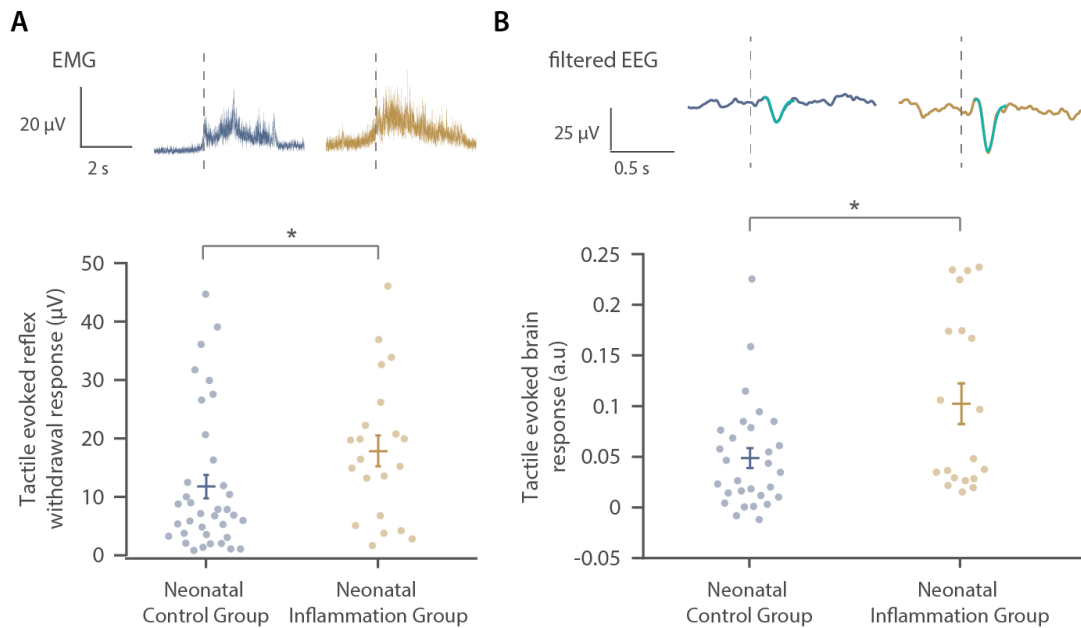 A
EMG
20 µV
2 s
*
Tactile evoked reflex
withdrawal response (µV)
50
40
30
20
10
0
Neonatal
Control Group
Neonatal
Inflammation Group
B
filtered EEG
25 µV
0.5 s
*
Tactile evoked brain
response (a.u)
0.25
0.2
0.15
0.1
0.05
0
-0.05
Neonatal
Control Group
Neonatal
Inflammation Group